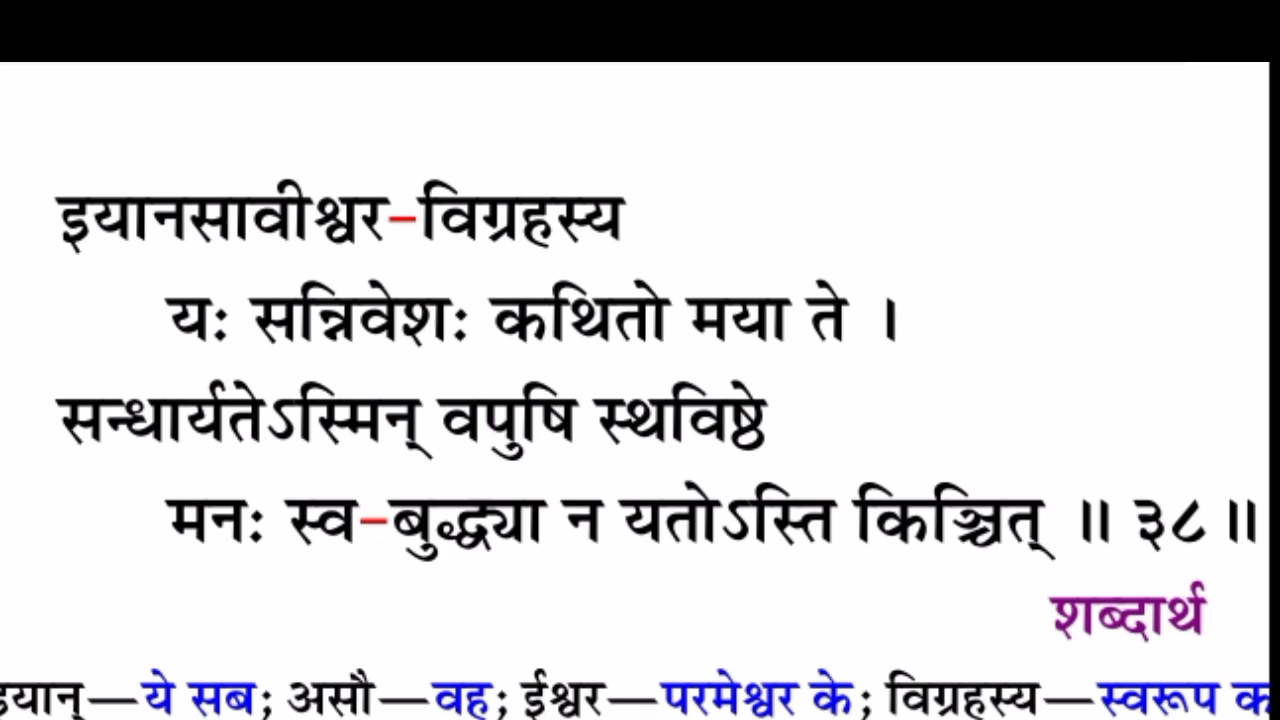 इयानसावीश्वर-विग्रहस्य
यः सन्निवेशः कथितो मया ते ।
सन्धार्यतेऽस्मिन् वपुषि स्थविष्ठे
मनः स्व-बुद्ध्या न यतोऽस्ति किञ्चित् ॥ ३८ ॥
शब्दार्थ
इयान्—ये सब; असौ—वह; ईश्वर—परमेश्वर के; विग्रहस्य—स्वरूप